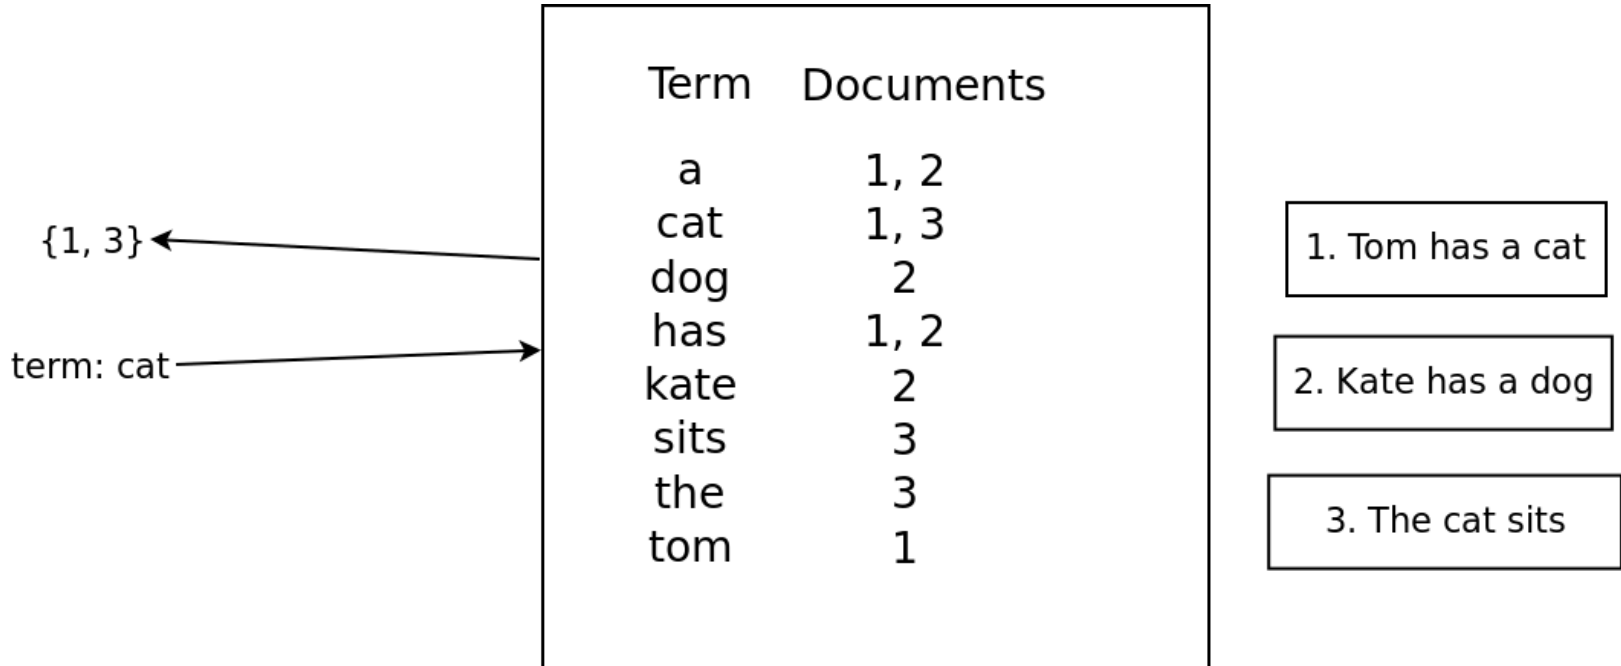 Term Documents
a 1, 2
cat 1, 3
dog 2
has 1, 2
kate 2
sits 3
the 3
tom 1
{1, 3}
term: cat
1. Tom has a cat
2. Kate has a dog
3. The cat sits